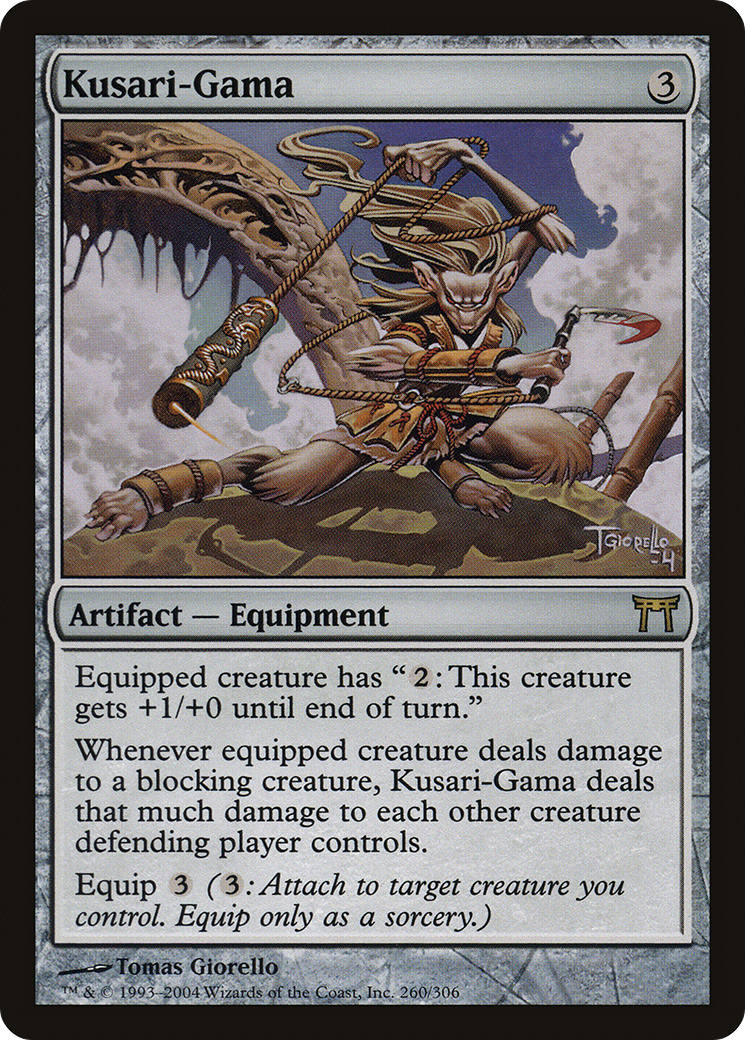 Kusari-Gama 3
TGIORELLO
-4
Artifact — Equipment
Equipped creature has “2: This creature
gets +1/+0 until end of turn.”
Whenever equipped creature deals damage
to a blocking creature, Kusari-Gama deals
that much damage to each other creature
defending player controls.
Equip 3 (3: Attach to target creature you
control. Equip only as a sorcery.)
Tomas Giorello
™ & © 1993–2004 Wizards of the Coast, Inc. 260/306